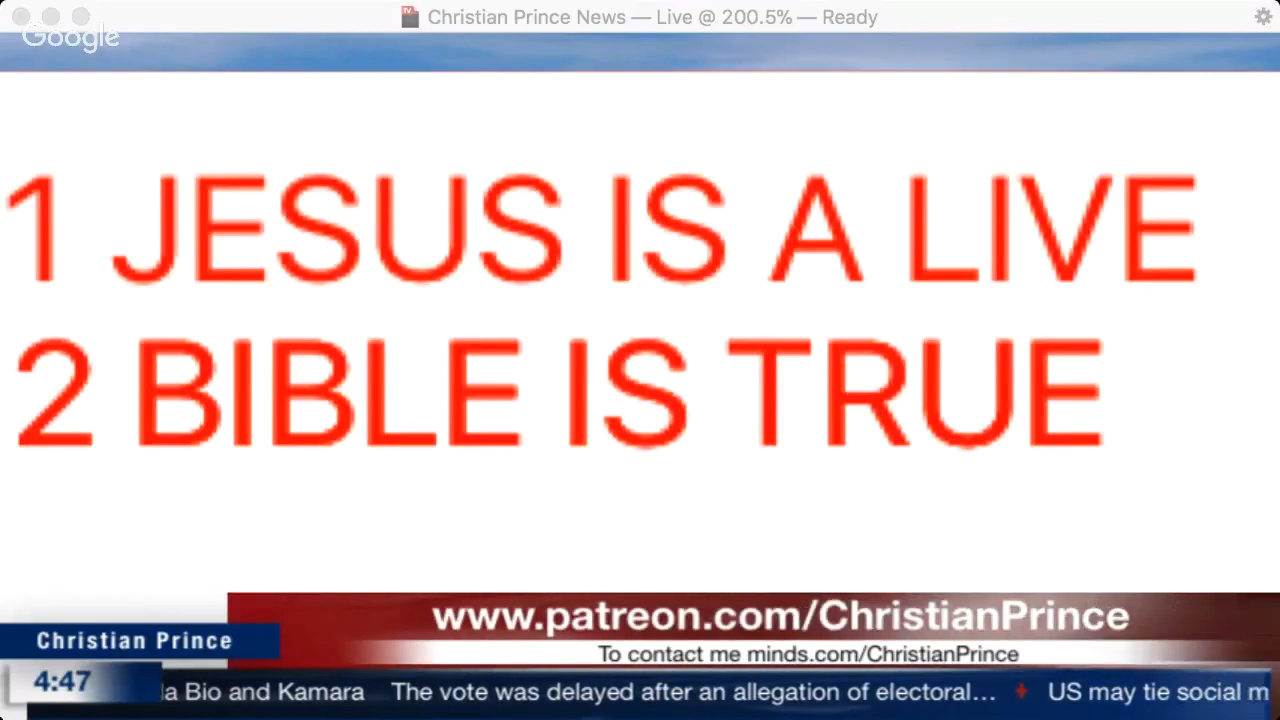 Christian Prince News — Live @ 200.5% — Ready
Google
1 JESUS IS A LIVE
2 BIBLE IS TRUE
www.patreon.com/ChristianPrince
Christian Prince
To contact me minds.com/ChristianPrince
4:47
la Bio and Kamara The vote was delayed after an allegation of electoral... US may tie social m